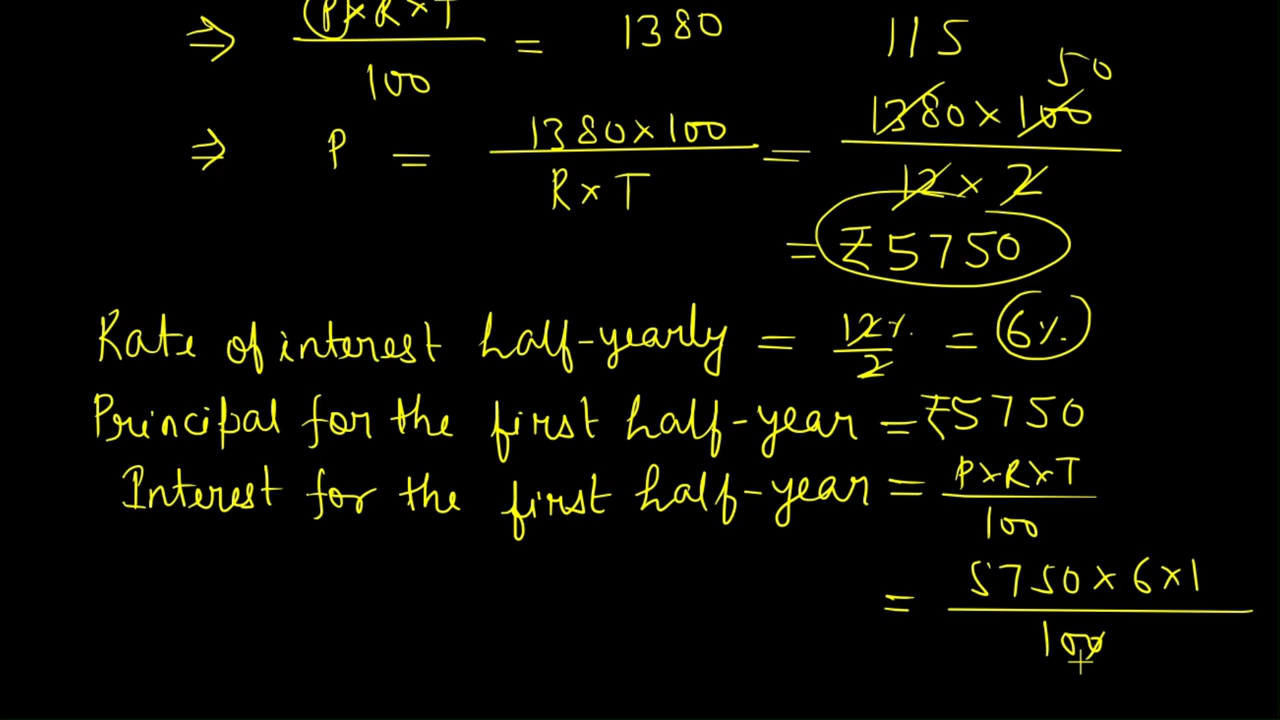 ⇒ P×R×T/100 = 1380
⇒ P = 1380×100/R×T = 1380×100/12×2
115 50
= ₹5750
Rate of interest half-yearly = 12%/2 = 6%
Principal for the first half-year = ₹5750
Interest for the first half-year = P×R×T/100
= 5750×6×1/100